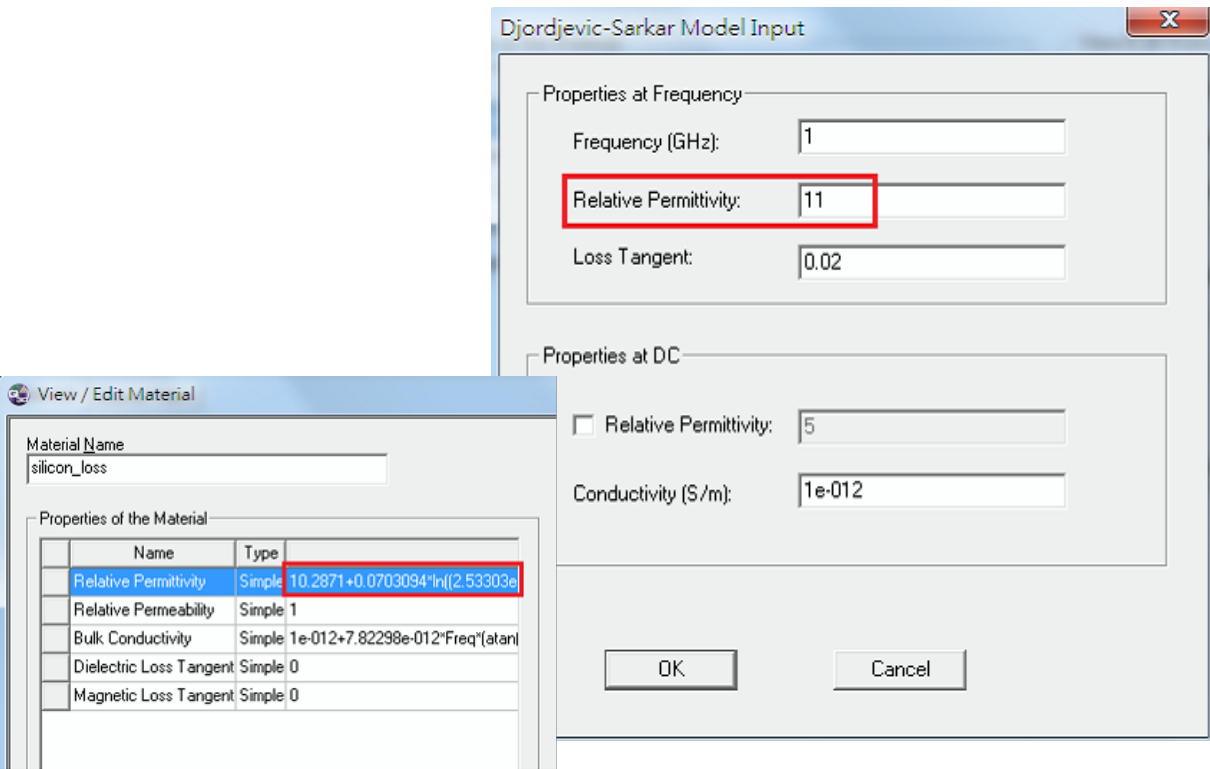 Djordjevic-Sarkar Model Input
Properties at Frequency
Frequency (GHz): 1
Relative Permittivity: 11
Loss Tangent: 0.02
Properties at DC
Relative Permittivity: 5
Conductivity (S/m): 1e-012
OK Cancel
View / Edit Material
Material Name
silicon_loss
Properties of the Material
Name Type
Relative Permittivity Simple 10.2871+0.0703094*ln((2.53303e
Relative Permeability Simple 1
Bulk Conductivity Simple 1e-012+7.82298e-012*Freq*(atan(
Dielectric Loss Tangent Simple 0
Magnetic Loss Tangent Simple 0